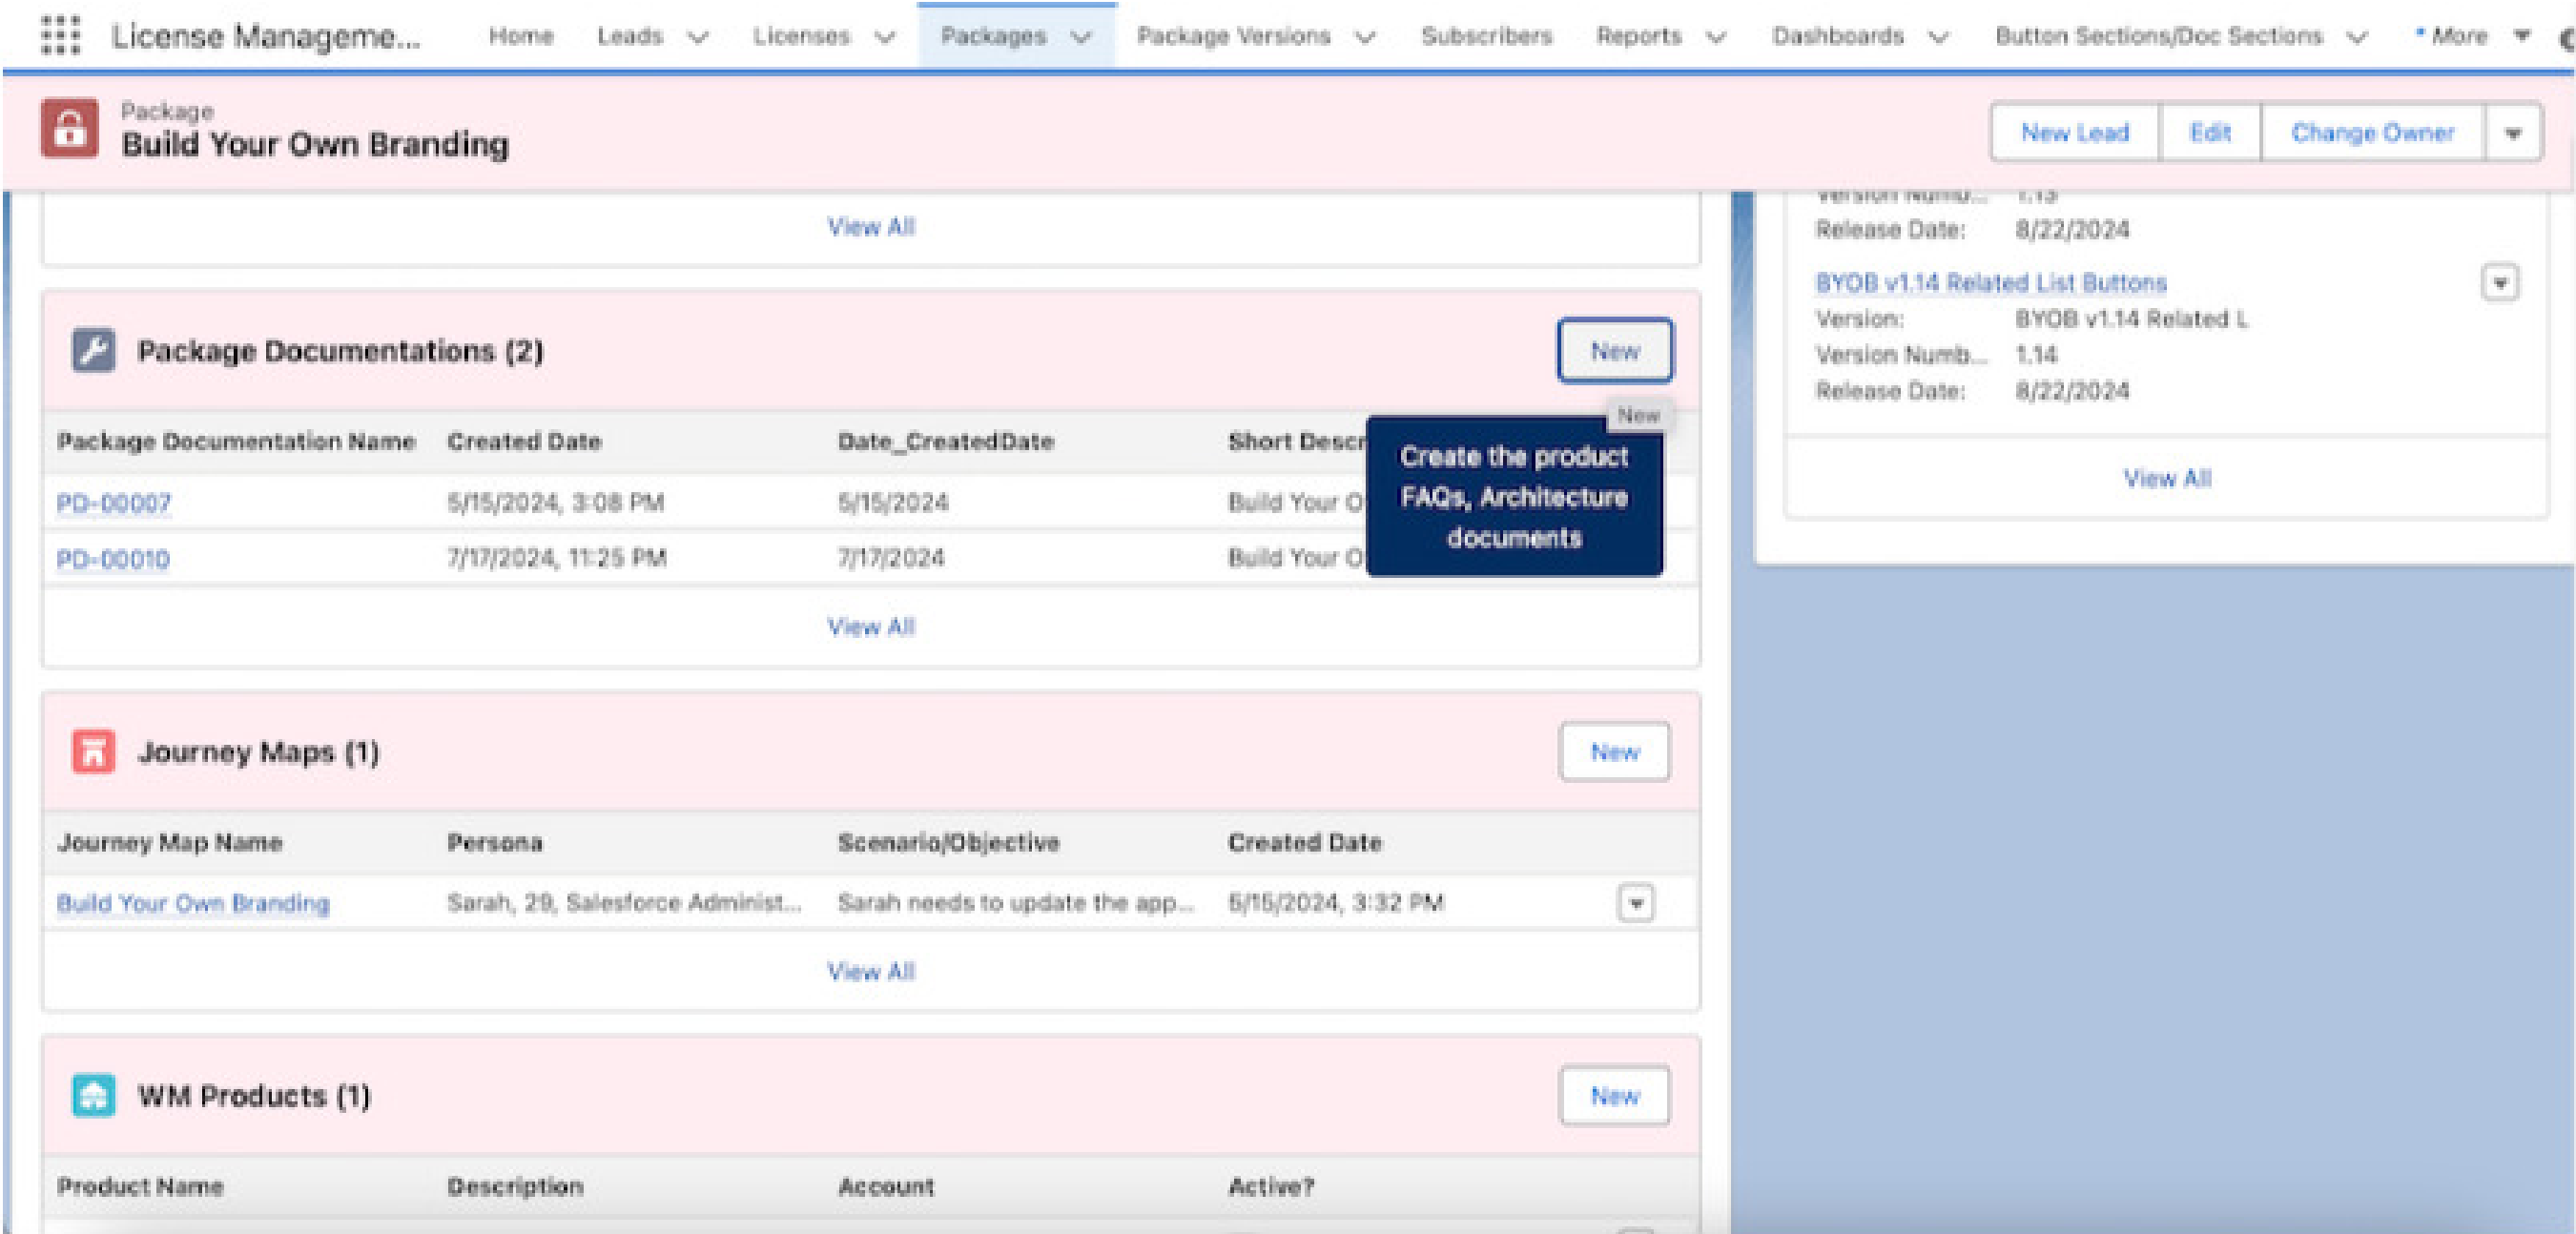 License Manageme... Home Leads Licenses Packages Package Versions Subscribers Reports Dashboards Button Sections/Doc Sections * More
Package
Build Your Own Branding
New Lead Edit Change Owner
View All
Version Numb... 1.13
Release Date: 8/22/2024
BYOB v1.14 Related List Buttons
Version: BYOB v1.14 Related L
Version Numb... 1.14
Release Date: 8/22/2024
View All
Package Documentations (2) New
New
Package Documentation Name Created Date Date_CreatedDate Short Descr
PD-00007 5/15/2024, 3:08 PM 5/15/2024 Build Your O
PD-00010 7/17/2024, 11:25 PM 7/17/2024 Build Your O
Create the product
FAQs, Architecture
documents
View All
Journey Maps (1) New
Journey Map Name Persona Scenario/Objective Created Date
Build Your Own Branding Sarah, 29, Salesforce Administ... Sarah needs to update the app... 5/15/2024, 3:32 PM
View All
WM Products (1) New
Product Name Description Account Active?